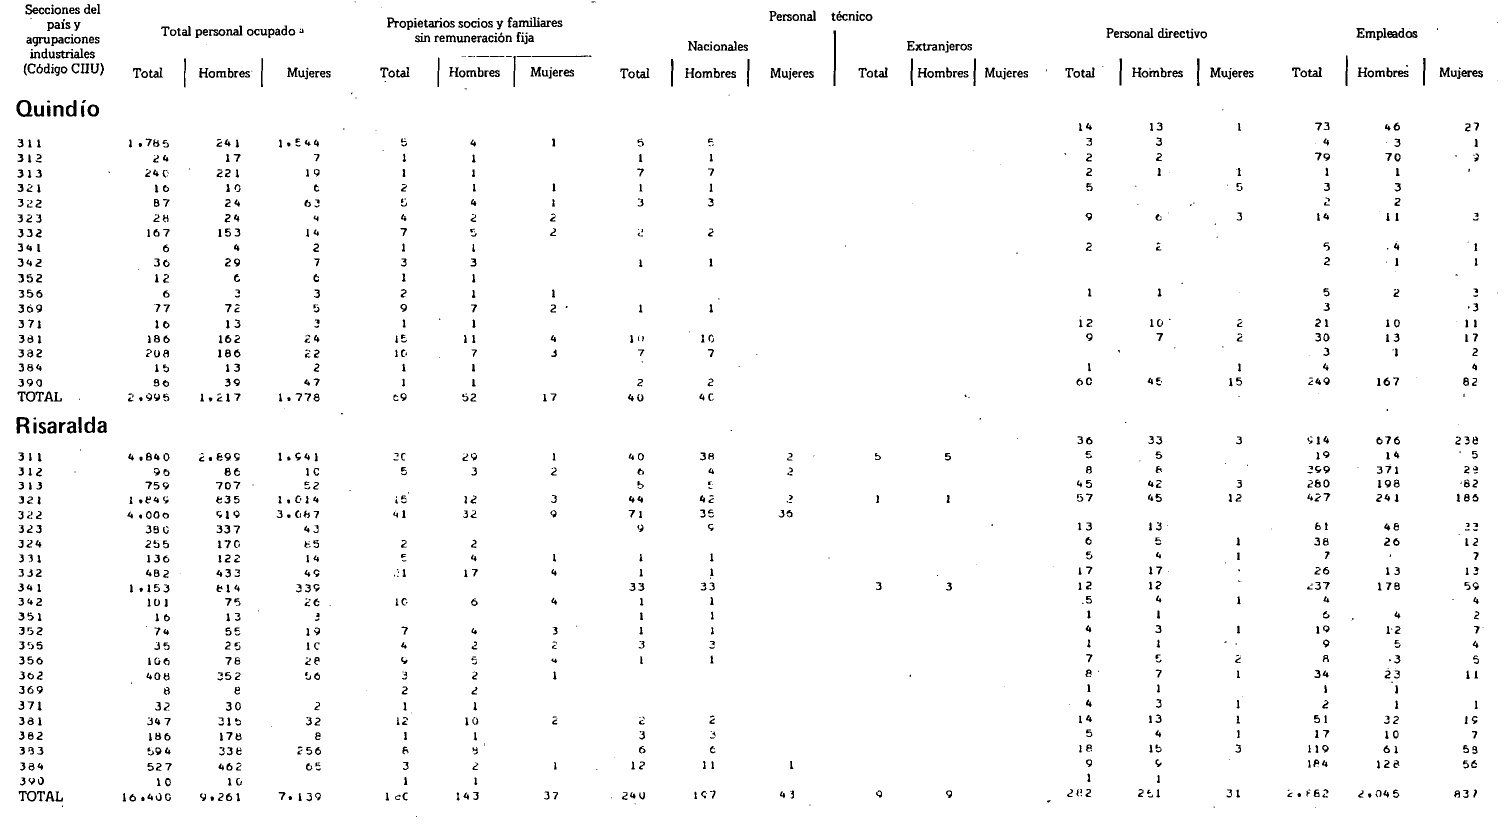 Secciones del país y agrupaciones industriales (Código CIIU)
Total personal ocupado a
Propietarios socios y familiares sin remuneración fija
Personal técnico
Nacionales Extranjeros
Personal directivo
Empleados
Total Hombres Mujeres Total Hombres Mujeres Total Hombres Mujeres Total Hombres Mujeres Total Hombres Mujeres Total Hombres Mujeres
Quindío
14 13 1 73 46 27
311 1.785 241 1.544 5 4 1 5 5 3 3 4 3 1
312 24 17 7 1 1 1 1 2 2 79 70 9
313 240 221 19 1 1 7 7 2 1 1 1 1
321 16 10 6 2 1 1 1 1 5 5 3 3
322 87 24 63 5 4 1 3 3 2 2
323 28 24 4 4 2 2 9 6 3 14 11 3
332 167 153 14 7 5 2 2 2
341 6 4 2 1 1 2 2 5 4 1
342 36 29 7 3 3 1 1 2 1 1
352 12 6 6 1 1
356 6 3 3 2 1 1 1 1 5 2 3
369 77 72 5 9 7 2 1 1 3 3
371 16 13 3 1 1 12 10 2 21 10 11
381 186 162 24 15 11 4 10 10 9 7 2 30 13 17
382 208 186 22 10 7 3 7 7 3 1 2
384 15 13 2 1 1 1 1 4 4
390 86 39 47 1 1 2 2 60 45 15 249 167 82
TOTAL 2.995 1.217 1.778 69 52 17 40 40
Risaralda
36 33 3 914 676 238
311 4.840 2.899 1.941 30 29 1 40 38 2 5 5 5 5 19 14 5
312 96 86 10 5 3 2 6 4 2 8 8 399 371 28
313 759 707 52 5 5 45 42 3 280 198 82
321 1.849 835 1.014 15 12 3 44 42 2 1 1 57 45 12 427 241 186
322 4.006 919 3.087 41 32 9 71 35 36
323 380 337 43 9 9 13 13 61 48
324 255 170 85 2 2 6 5 1 38 26 12
331 136 122 14 5 4 1 1 1 5 4 1 7 7
332 482 433 49 21 17 4 1 1 17 17 26 13 13
341 1.153 814 339 33 33 3 3 12 12 237 178 59
342 101 75 26 10 6 4 1 1 5 4 1 4 4
351 16 13 3 1 1 1 1 6 4 2
352 74 55 19 7 4 3 1 1 4 3 1 19 12 7
355 35 25 10 4 2 2 3 3 1 1 9 5 4
356 106 78 28 9 5 4 1 1 7 5 2 8 3 5
362 408 352 56 3 2 1 8 7 1 34 23 11
369 8 8 2 2 1 1 1 1
371 32 30 2 1 1 4 3 1 2 1 1
381 347 315 32 12 10 2 2 2 14 13 1 51 32 19
382 186 178 8 1 1 3 3 5 4 1 17 10 7
383 594 338 256 8 8 6 6 18 15 3 119 61 58
384 527 462 65 3 2 1 12 11 1 9 9 184 128 56
390 10 10 1 1 1 1
TOTAL 16.400 9.261 7.139 180 143 37 240 197 43 9 9 282 251 31 2.882 2.045 837